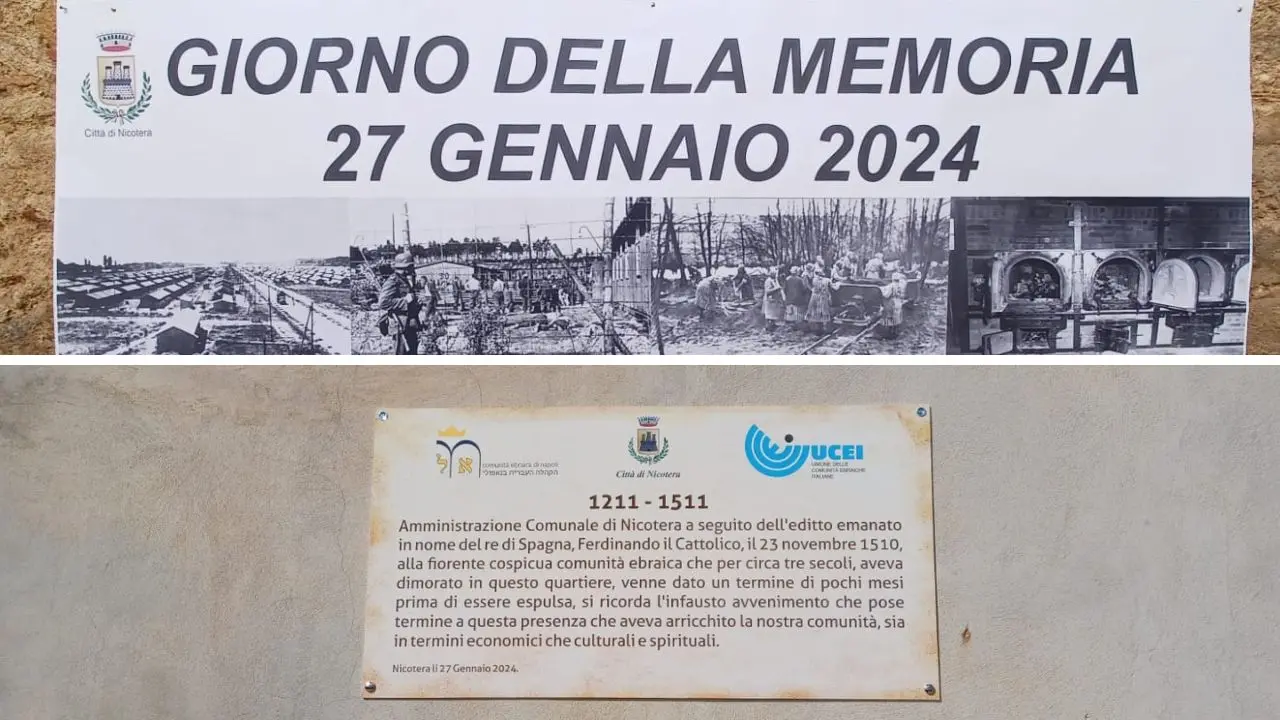 GIORNO DELLA MEMORIA
Città di Nicotera
27 GENNAIO 2024
comunità ebraica di napoli
הקהילה העברית בנאפולי
Città di Nicotera
UCEI
UNIONE DELLE
COMUNITÀ EBRAICHE
ITALIANE
1211 - 1511
Amministrazione Comunale di Nicotera a seguito dell'editto emanato
in nome del re di Spagna, Ferdinando il Cattolico, il 23 novembre 1510,
alla fiorente cospicua comunità ebraica che per circa tre secoli, aveva
dimorato in questo quartiere, venne dato un termine di pochi mesi
prima di essere espulsa, si ricorda l'infausto avvenimento che pose
termine a questa presenza che aveva arricchito la nostra comunità, sia
in termini economici che culturali e spirituali.
Nicotera li 27 Gennaio 2024.